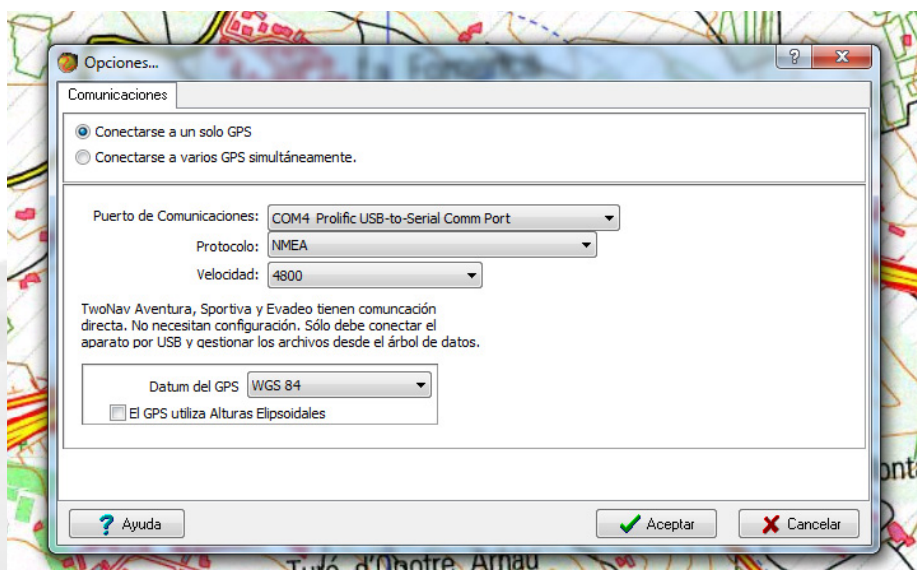 Opciones...
Comunicaciones
Conectarse a un solo GPS
Conectarse a varios GPS simultáneamente.
Puerto de Comunicaciones: COM4 Prolific USB-to-Serial Comm Port
Protocolo: NMEA
Velocidad: 4800
TwoNav Aventura, Sportiva y Evadeo tienen comuncación
directa. No necesitan configuración. Sólo debe conectar el
aparato por USB y gestionar los archivos desde el árbol de datos.
Datum del GPS WGS 84
El GPS utiliza Alturas Elipsoidales
? Ayuda
Aceptar
Cancelar